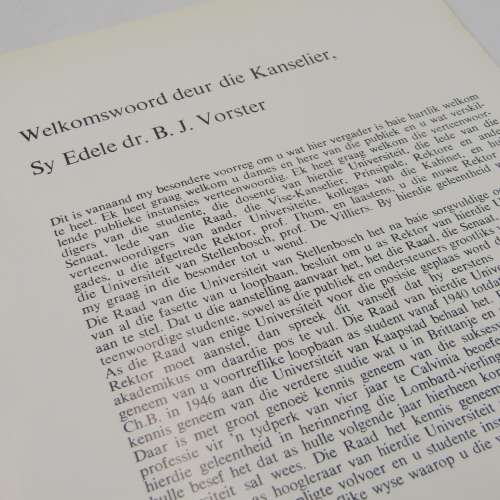 Welkomswoord deur die Kanselier,
Sy Edele dr. B. J. Vorster
Dit is vanaand my besondere voorreg om u wat hier vergader is baie hartlik welkom
te heet. Ek heet graag welkom u dames en here van die publiek en u wat verskil-
lende publieke instansies verteenwoordig. Ek heet graag welkom die verteenwoor-
digers van die studente, die dosente van hierdie Universiteit, die lede van die
Senaat, lede van die Raad, die Vise-Kanselier, Prinsipale, Rektore en ander
verteenwoordigers van ander Universiteite, kollegas van die Kabinet, en
gades, u die afgetrede Rektor, prof. Thom, en laastens, u die nuwe Rektor
die Universiteit van Stellenbosch, prof. De Villiers. By hierdie geleentheid
my graag in die besonder tot u wend.
Die Raad van die Universiteit van Stellenbosch het na baie sorgvuldige
van al die fasette van u loopbaan, besluit om u as Rektor van hierdie
aan te stel. Dat u die aanstelling aanvaar het, het die Raad, die Senaat,
teenwoordige studente, sowel as die publiek en ondersteuners grootliks
As die Raad van enige Universiteit vir die posisie geplaas word
Rektor moet aanstel, dan spreek dit vanself dat hy eerstens
akademikus om daardie pos te vul. Die Raad van hierdie
geneem van u voortreflike loopbaan as student vanaf 1940 totdat
Ch.B. in 1946 aan die Universiteit van Kaapstad behaal het
kennis geneem van die verdere studie wat u in Brittanje en
Daar is met groot genoeë kennis geneem van die sukses
professie vir 'n tydperk van vier jaar te Calvinia beoefen
hierdie geleentheid in herinnering die Lombard-vierling
hulle besef het dat as hulle volgende jaar hierheen kom
siteit sal wees. Die Raad het kennis geneem
as hoogleraar van hierdie Universiteit
volvoer en u studente
ke wyse waarop u die